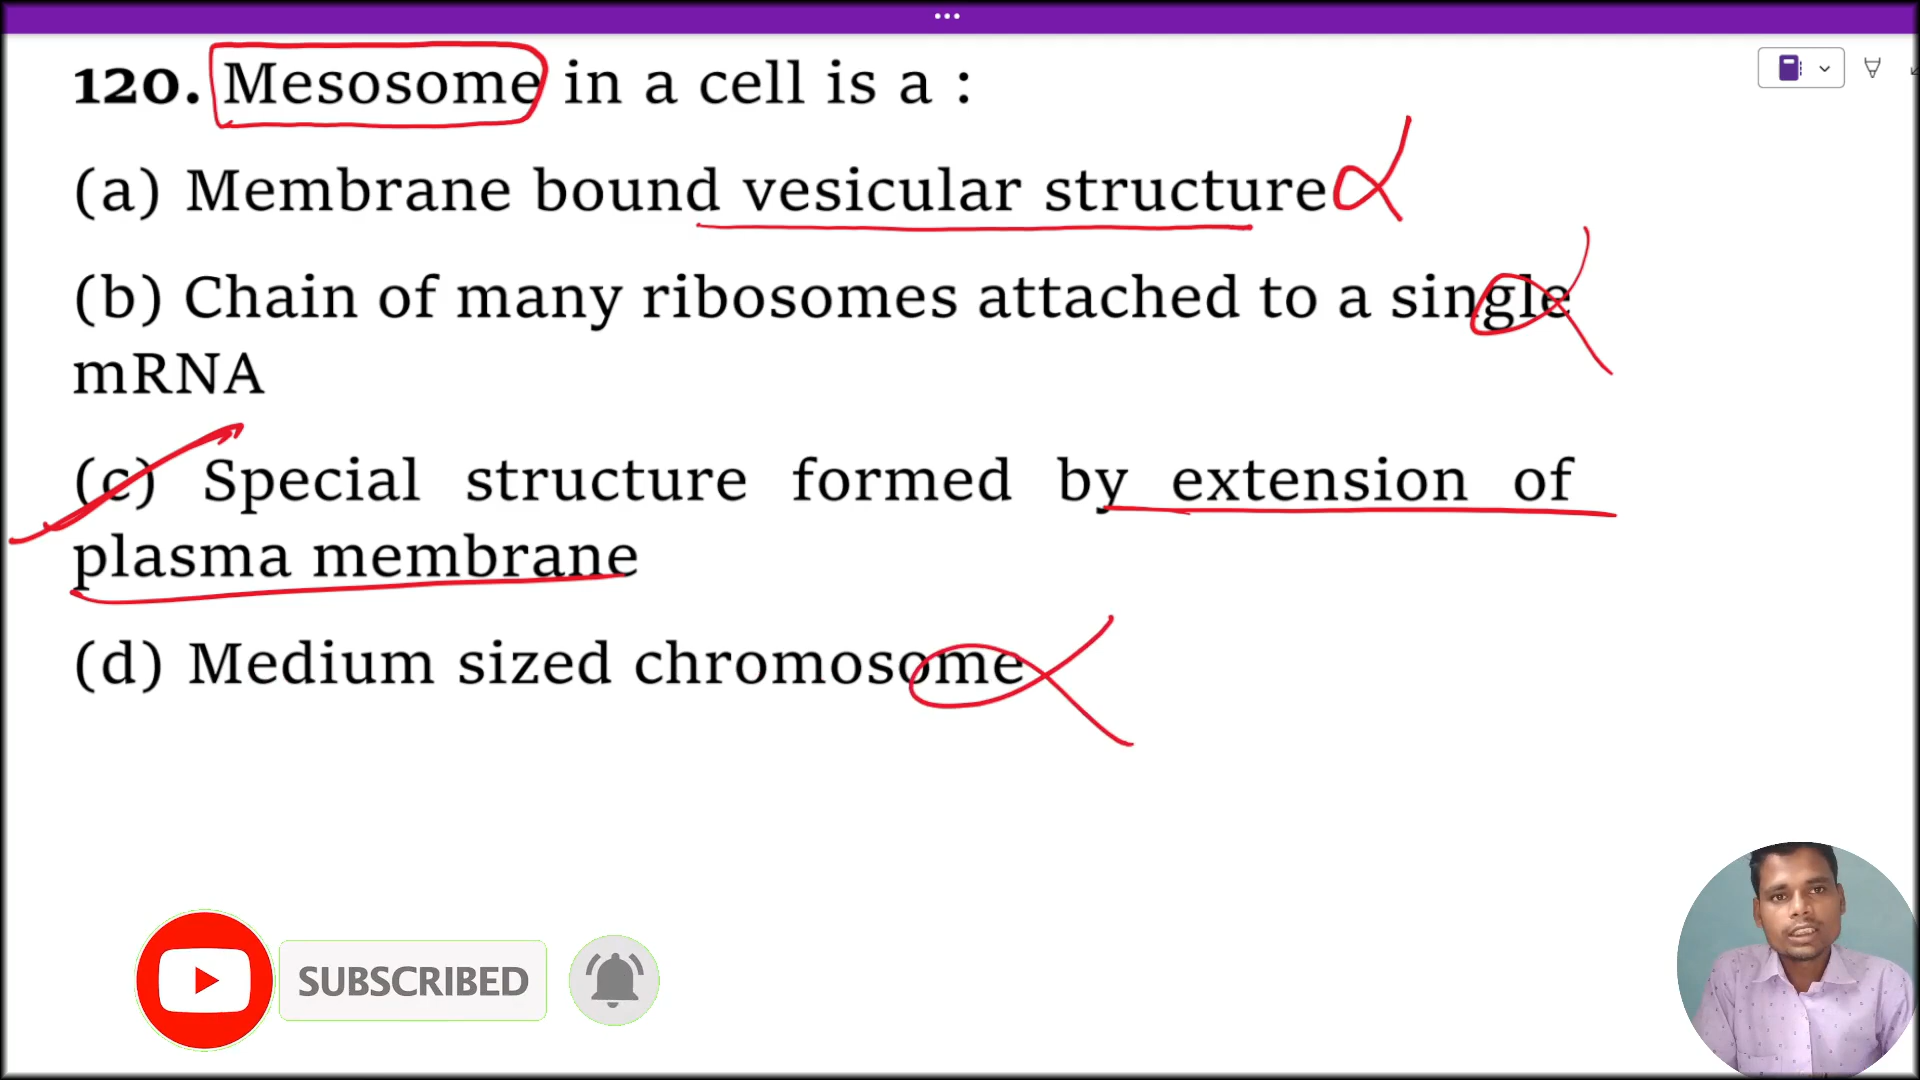 120. Mesosome in a cell is a :
(a) Membrane bound vesicular structure
(b) Chain of many ribosomes attached to a single
mRNA
(c) Special structure formed by extension of
plasma membrane
(d) Medium sized chromosome
SUBSCRIBED